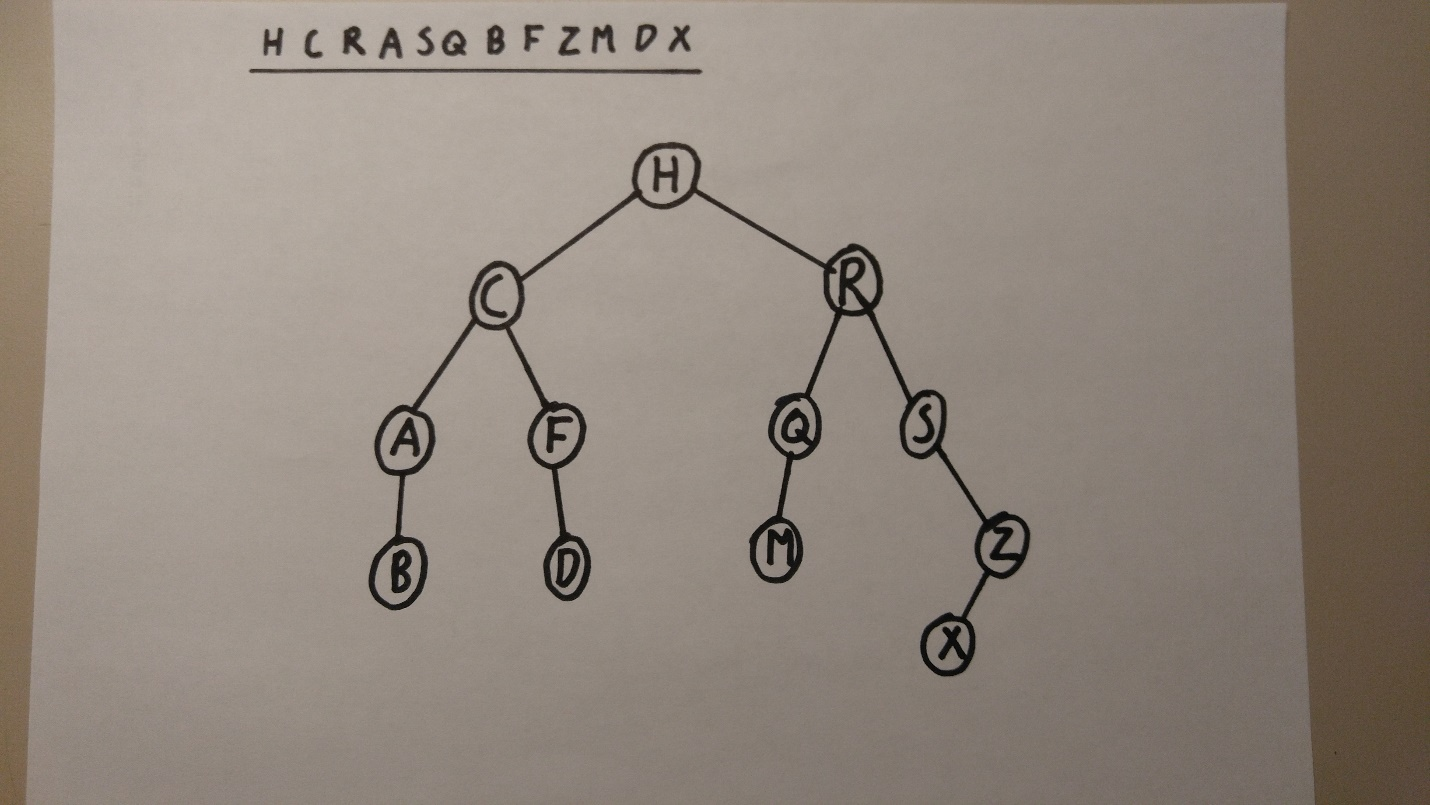 H C R A S Q B F Z M D X
H
C R
A F Q S
B D M Z
X